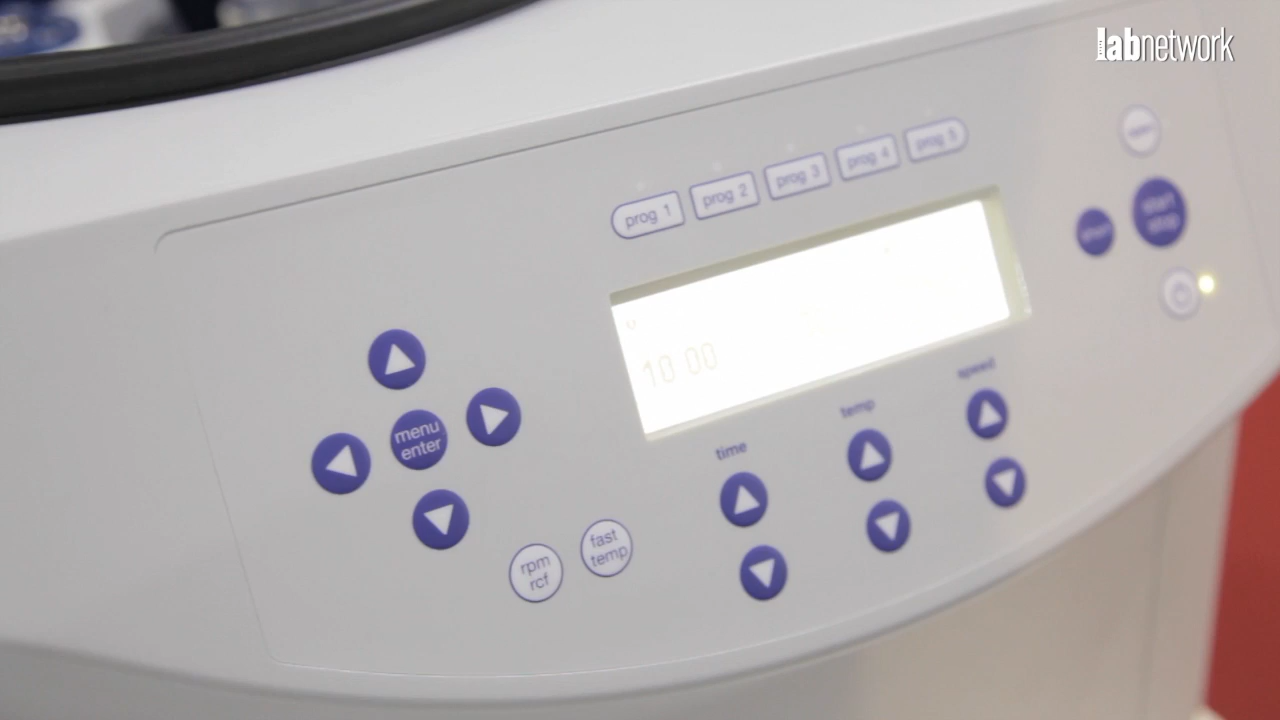 labnetwork
prog 1
prog 2
prog 3
prog 4
prog 5
start
stop
short
10 00
speed
temp
time
menu
enter
fast
temp
rpm
rcf